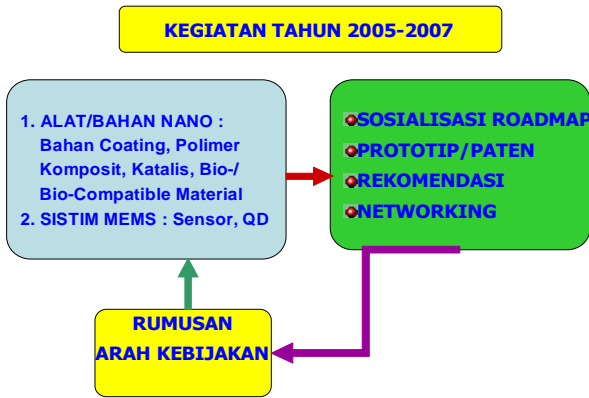 KEGIATAN TAHUN 2005-2007
1. ALAT/BAHAN NANO :
Bahan Coating, Polimer
Komposit, Katalis, Bio-/
Bio-Compatible Material
2. SISTIM MEMS : Sensor, QD
SOSIALISASI ROADMAP
PROTOTIP/PATEN
REKOMENDASI
NETWORKING
RUMUSAN
ARAH KEBIJAKAN